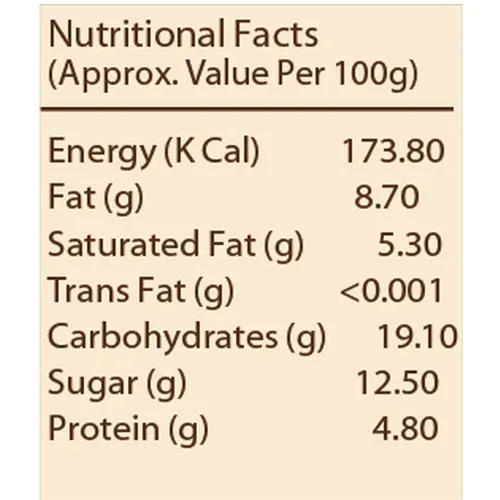 Nutritional Facts
(Approx. Value Per 100g)
Energy (K Cal) 173.80
Fat (g) 8.70
Saturated Fat (g) 5.30
Trans Fat (g) <0.001
Carbohydrates (g) 19.10
Sugar (g) 12.50
Protein (g) 4.80